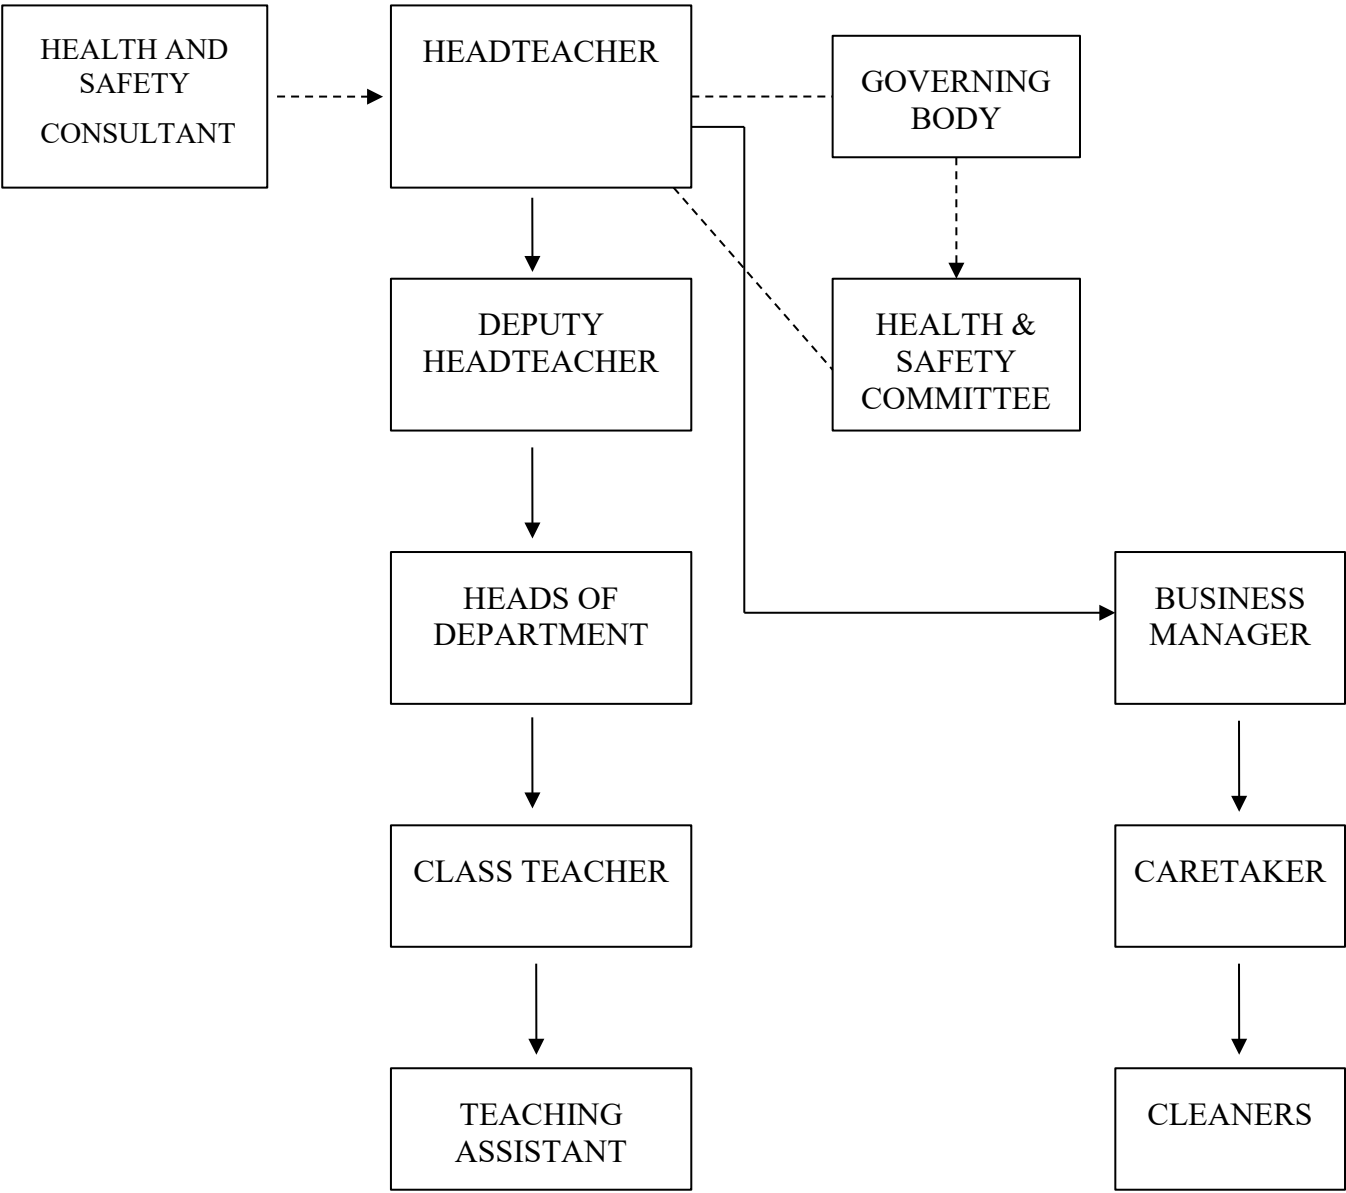 HEALTH AND
SAFETY
CONSULTANT
HEADTEACHER
GOVERNING
BODY
DEPUTY
HEADTEACHER
HEALTH &
SAFETY
COMMITTEE
HEADS OF
DEPARTMENT
BUSINESS
MANAGER
CLASS TEACHER
CARETAKER
TEACHING
ASSISTANT
CLEANERS